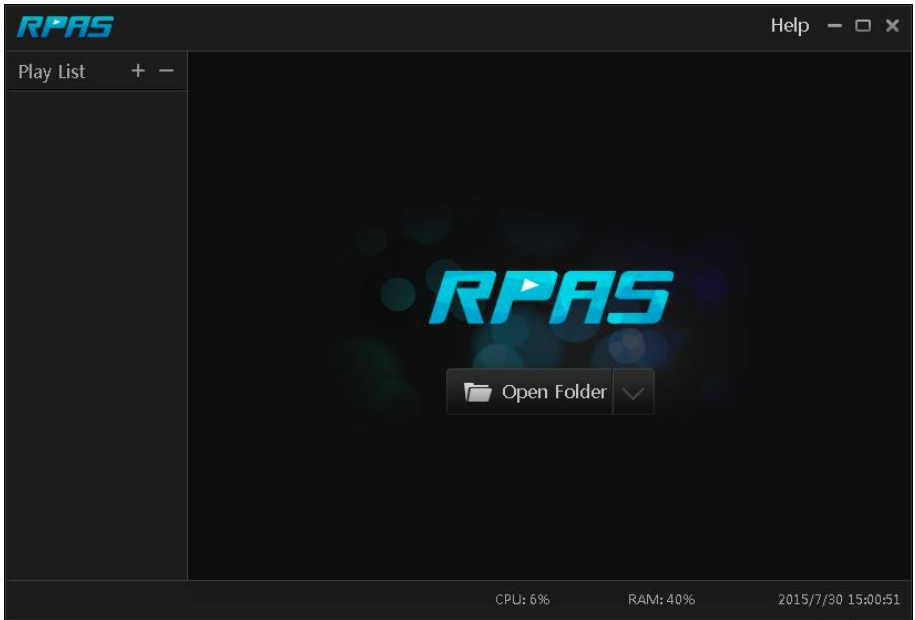 RPAS
Help
Play List
RPAS
Open Folder
CPU: 6% RAM: 40% 2015/7/30 15:00:51